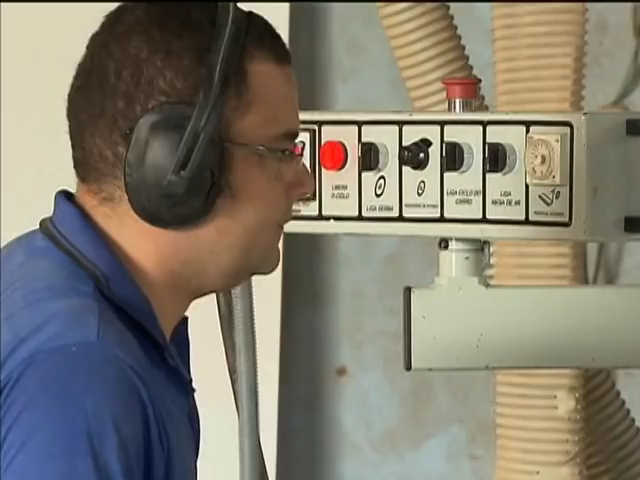 LIBERA
O CICLO
LIGA SERRA
LIGA CICLO DO
CARRO
LIGA
MESA DE AR